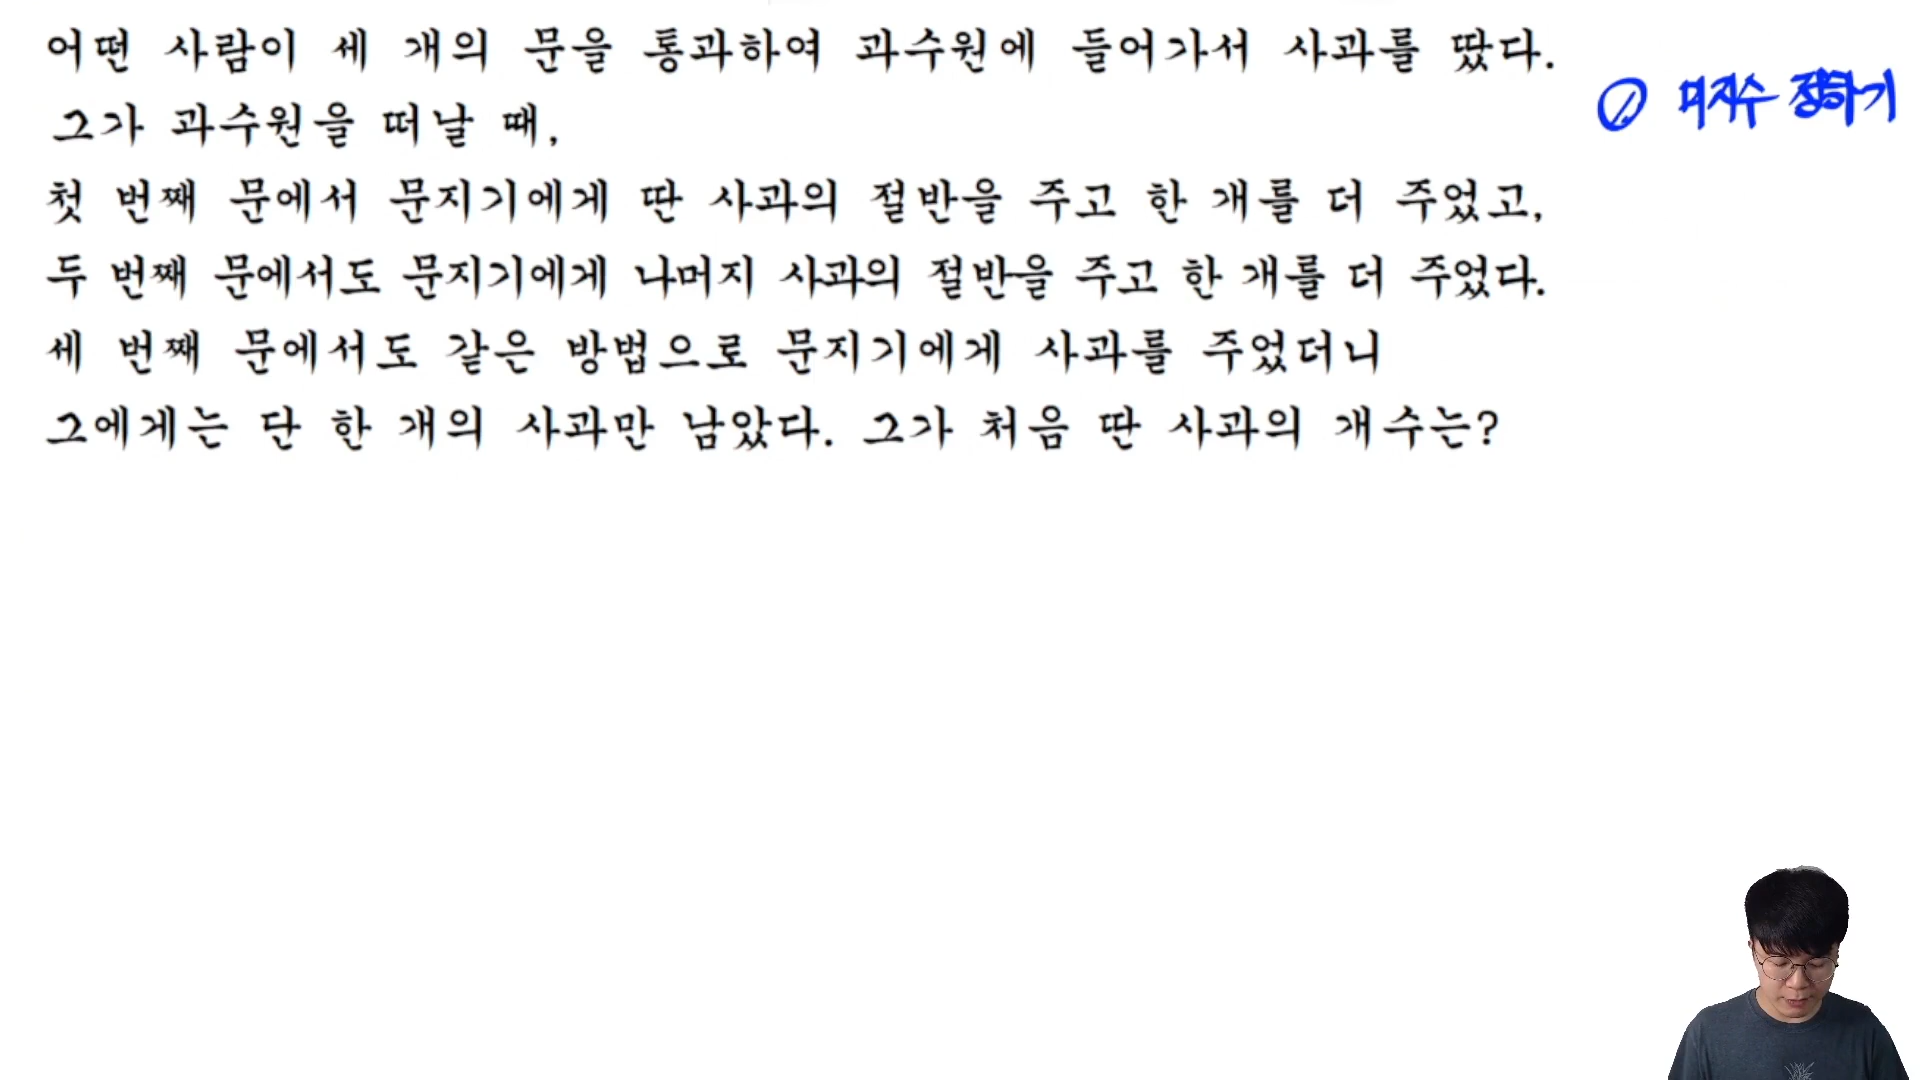 어떤 사람이 세 개의 문을 통과하여 과수원에 들어가서 사과를 땄다.
① 미지수 정하기
그가 과수원을 떠날 때,
첫 번째 문에서 문지기에게 딴 사과의 절반을 주고 한 개를 더 주었고,
두 번째 문에서도 문지기에게 나머지 사과의 절반을 주고 한 개를 더 주었다.
세 번째 문에서도 같은 방법으로 문지기에게 사과를 주었더니
그에게는 단 한 개의 사과만 남았다. 그가 처음 딴 사과의 개수는?